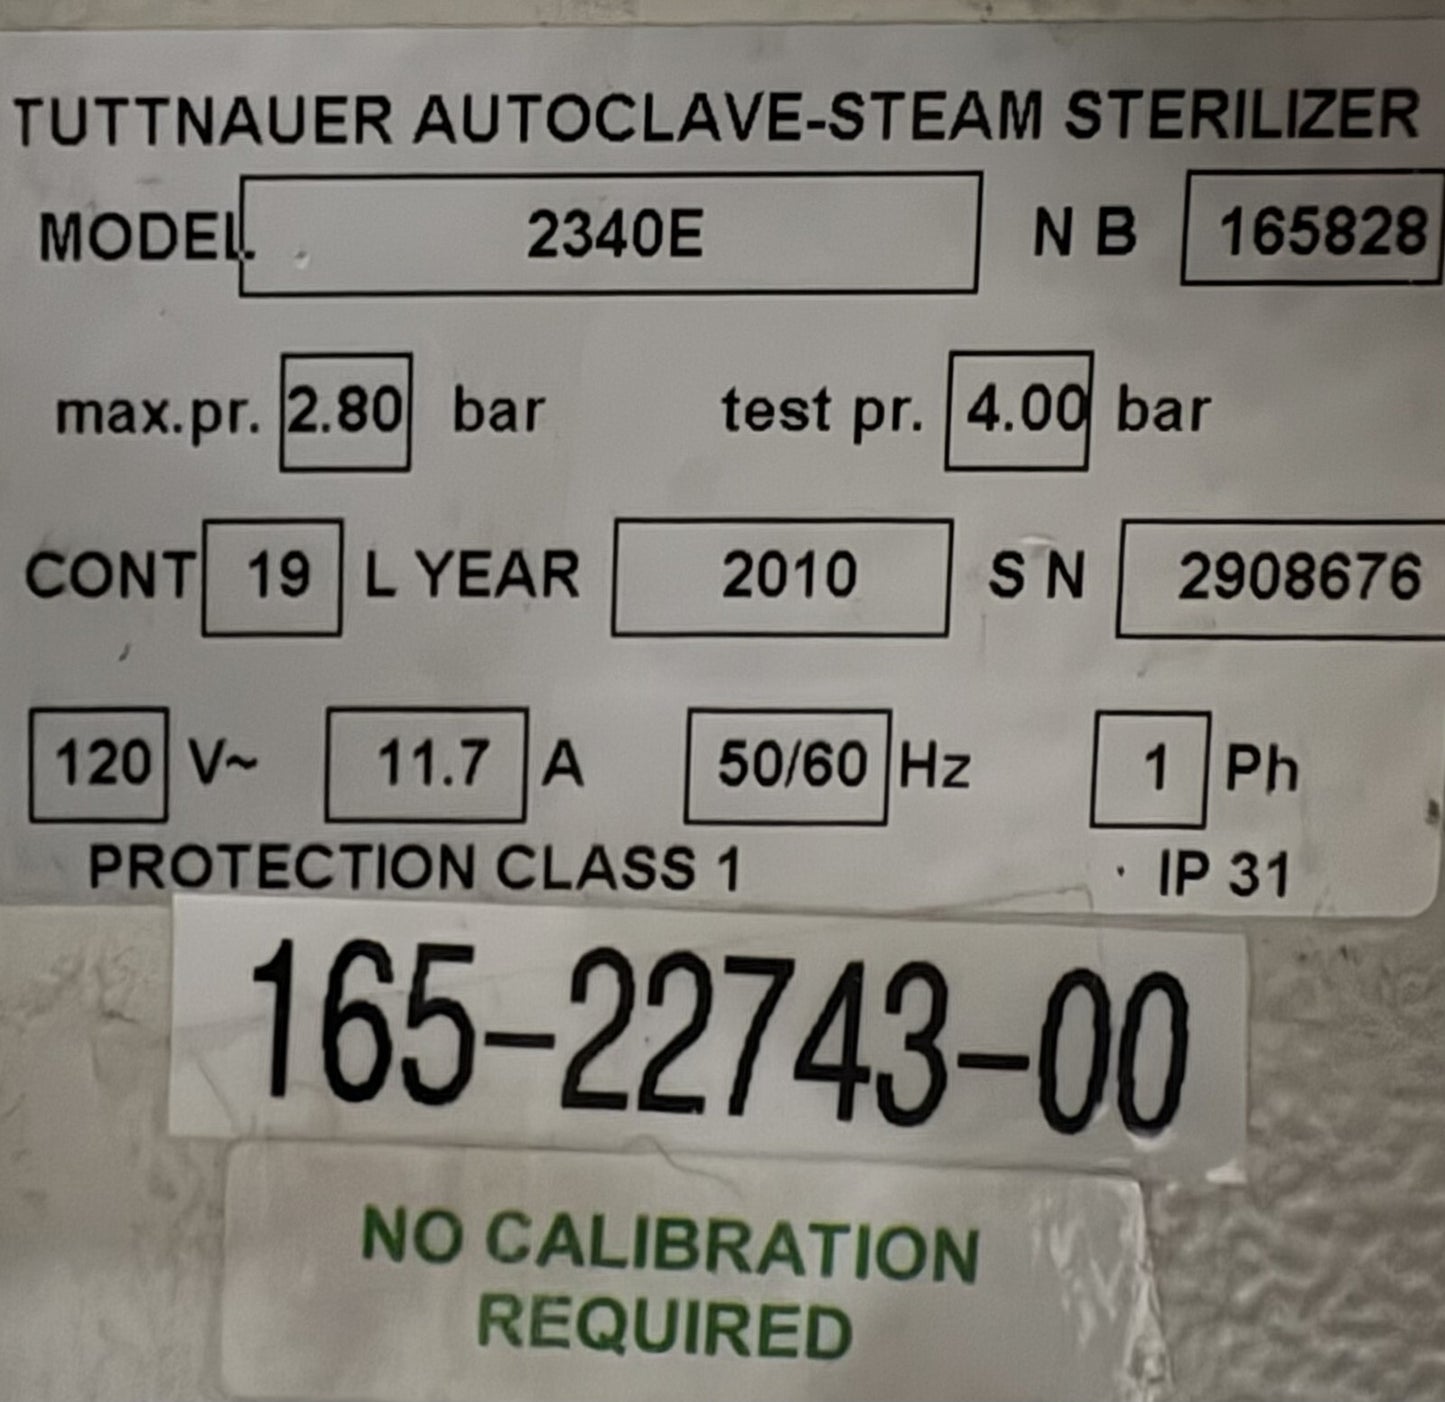 TUTTNAUER AUTOCLAVE-STEAM STERILIZER
MODEL. 2340E N B 165828
max.pr. 2.80 bar test pr. 4.00 bar
CONT 19 L YEAR 2010 S N 2908676
120 V~ 11.7 A 50/60 Hz 1 Ph
PROTECTION CLASS 1 IP 31
165-22743-00
NO CALIBRATION
REQUIRED